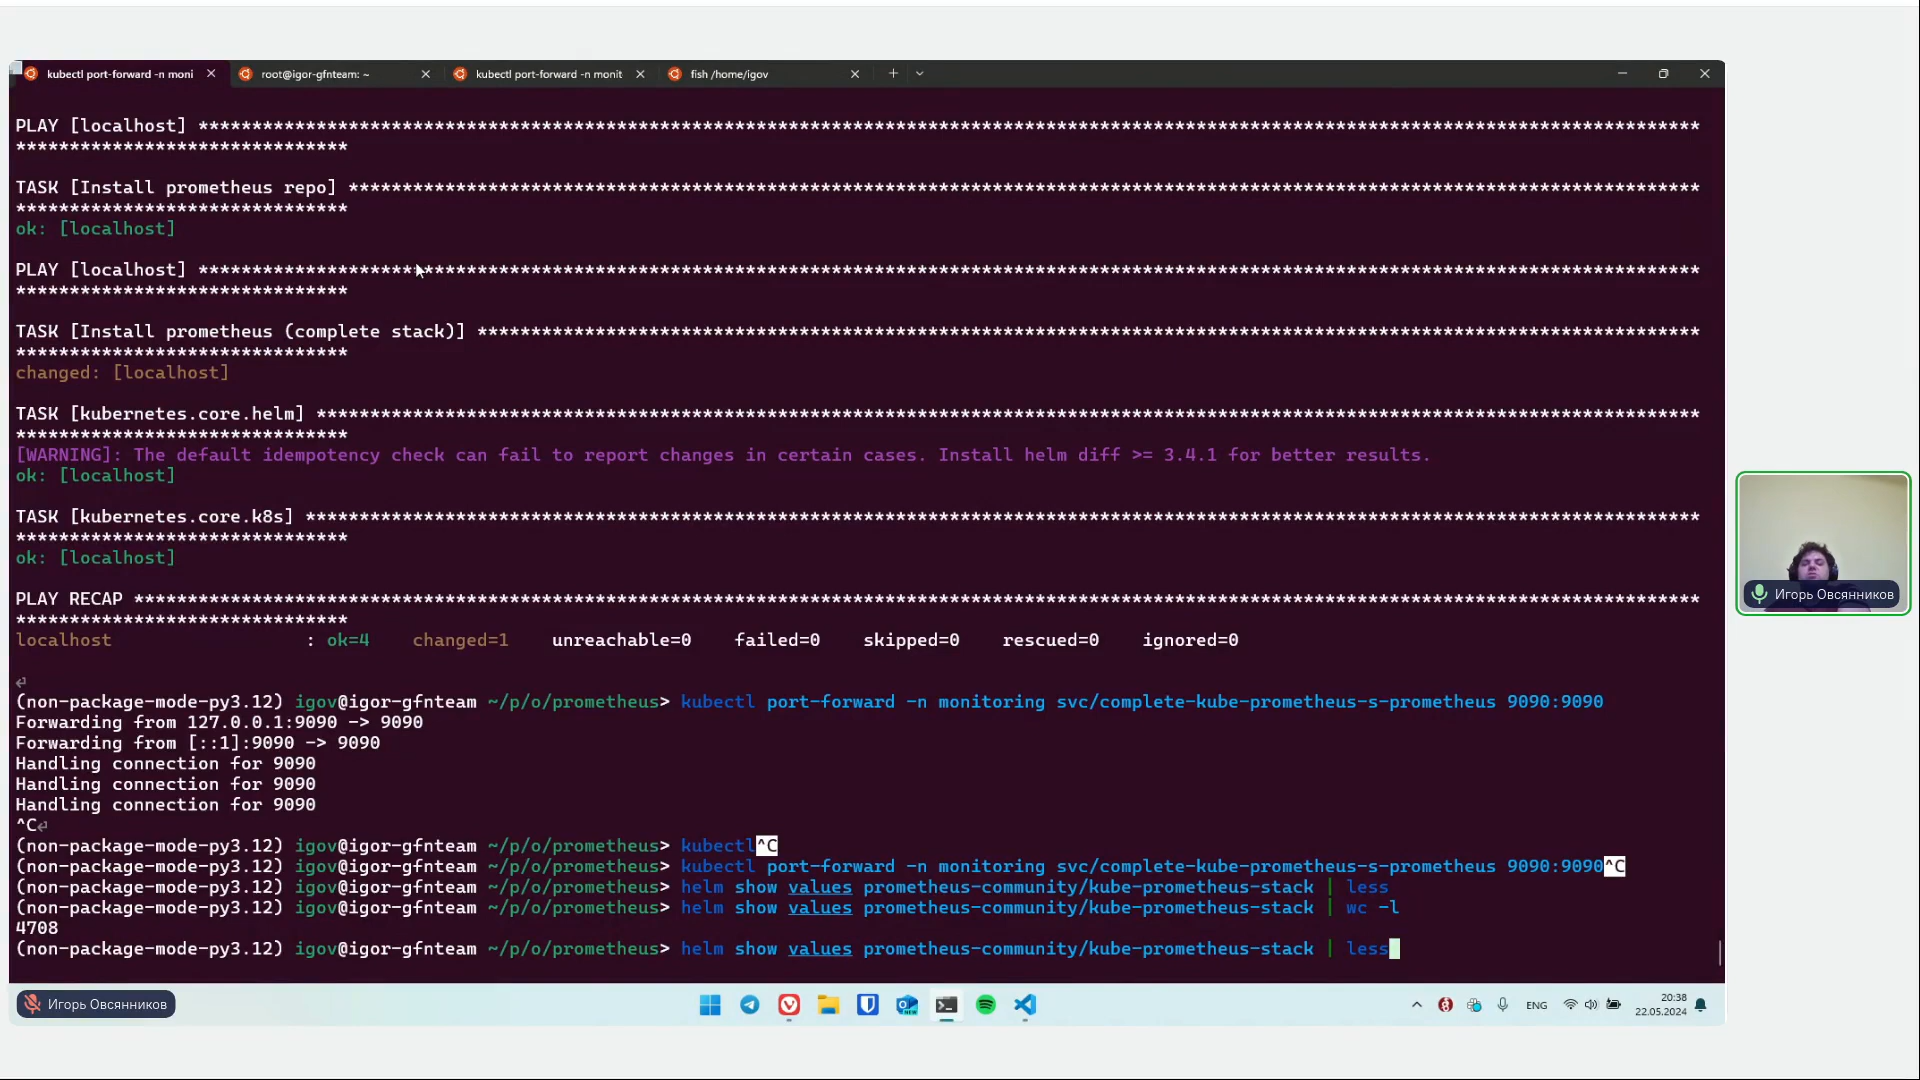 kubectl port-forward -n moni
root@igor-gfnteam: ~
kubectl port-forward -n monit
fish /home/igov
PLAY [localhost] ********************************************************************************************************************************************
*******************************
TASK [Install prometheus repo] ******************************************************************************************************************************
*******************************
ok: [localhost]
PLAY [localhost] ********************************************************************************************************************************************
*******************************
TASK [Install prometheus (complete stack)] ******************************************************************************************************************
*******************************
changed: [localhost]
TASK [kubernetes.core.helm] *********************************************************************************************************************************
*******************************
[WARNING]: The default idempotency check can fail to report changes in certain cases. Install helm diff >= 3.4.1 for better results.
ok: [localhost]
TASK [kubernetes.core.k8s] **********************************************************************************************************************************
*******************************
ok: [localhost]
PLAY RECAP **************************************************************************************************************************************************
*******************************
localhost : ok=4 changed=1 unreachable=0 failed=0 skipped=0 rescued=0 ignored=0
⏎
(non-package-mode-py3.12) igov@igor-gfnteam ~/p/o/prometheus> kubectl port-forward -n monitoring svc/complete-kube-prometheus-s-prometheus 9090:9090
Forwarding from 127.0.0.1:9090 -> 9090
Forwarding from [::1]:9090 -> 9090
Handling connection for 9090
Handling connection for 9090
Handling connection for 9090
^C⏎
(non-package-mode-py3.12) igov@igor-gfnteam ~/p/o/prometheus> kubectl^C
(non-package-mode-py3.12) igov@igor-gfnteam ~/p/o/prometheus> kubectl port-forward -n monitoring svc/complete-kube-prometheus-s-prometheus 9090:9090^C
(non-package-mode-py3.12) igov@igor-gfnteam ~/p/o/prometheus> helm show values prometheus-community/kube-prometheus-stack | less
(non-package-mode-py3.12) igov@igor-gfnteam ~/p/o/prometheus> helm show values prometheus-community/kube-prometheus-stack | wc -l
4708
(non-package-mode-py3.12) igov@igor-gfnteam ~/p/o/prometheus> helm show values prometheus-community/kube-prometheus-stack | less
Игорь Овсянников
Игорь Овсянников
ENG
20:38
22.05.2024